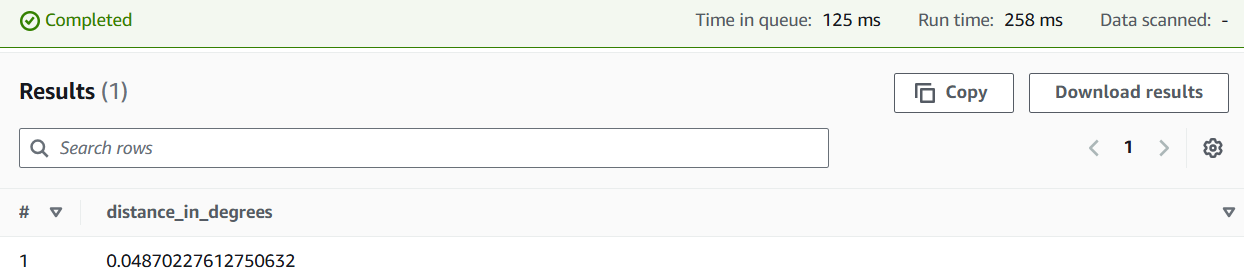 Completed Time in queue: 125 ms Run time: 258 ms Data scanned: -
Results (1) Copy Download results
Search rows 1
# distance_in_degrees
1 0.04870227612750632